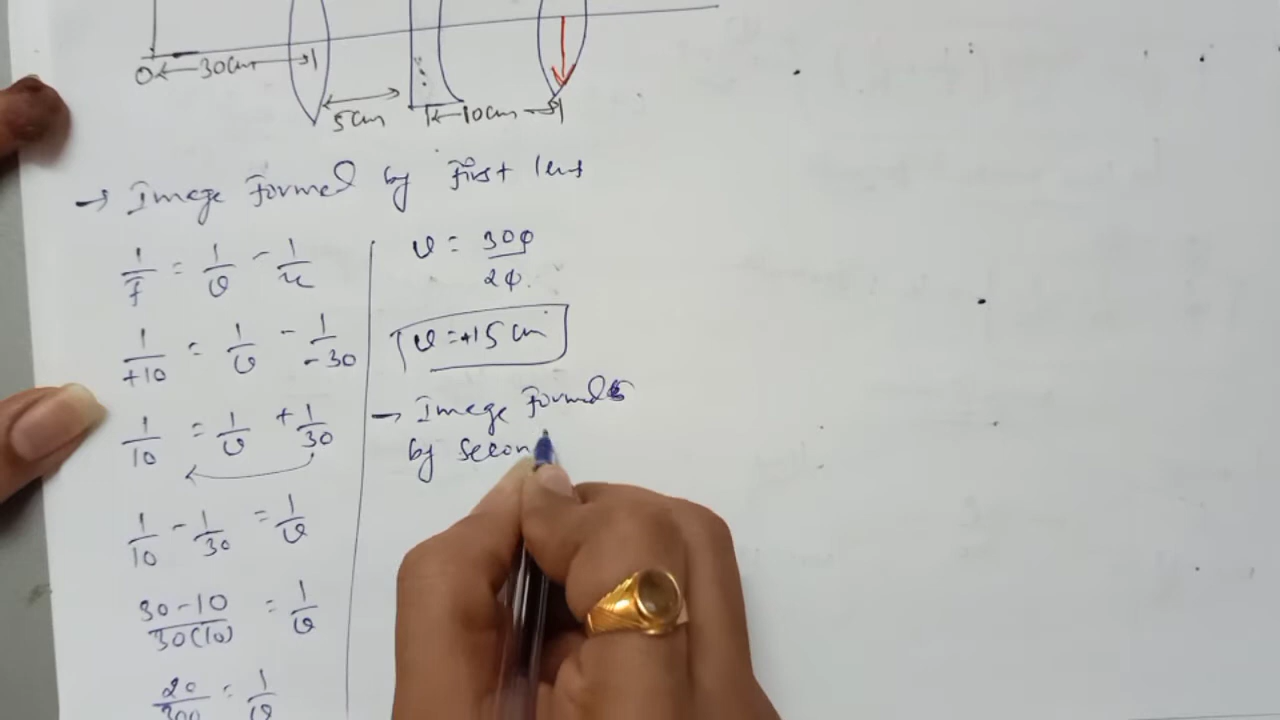 O 30cm
5cm 10cm
→ Image Formed by First lens
1/f = 1/v - 1/u
1/+10 = 1/v - 1/-30
1/10 = 1/v + 1/30
1/10 - 1/30 = 1/v
30-10/30(10) = 1/v
20/300 = 1/v
v = 300/20
v = +15 cm
→ Image Formed
by secon